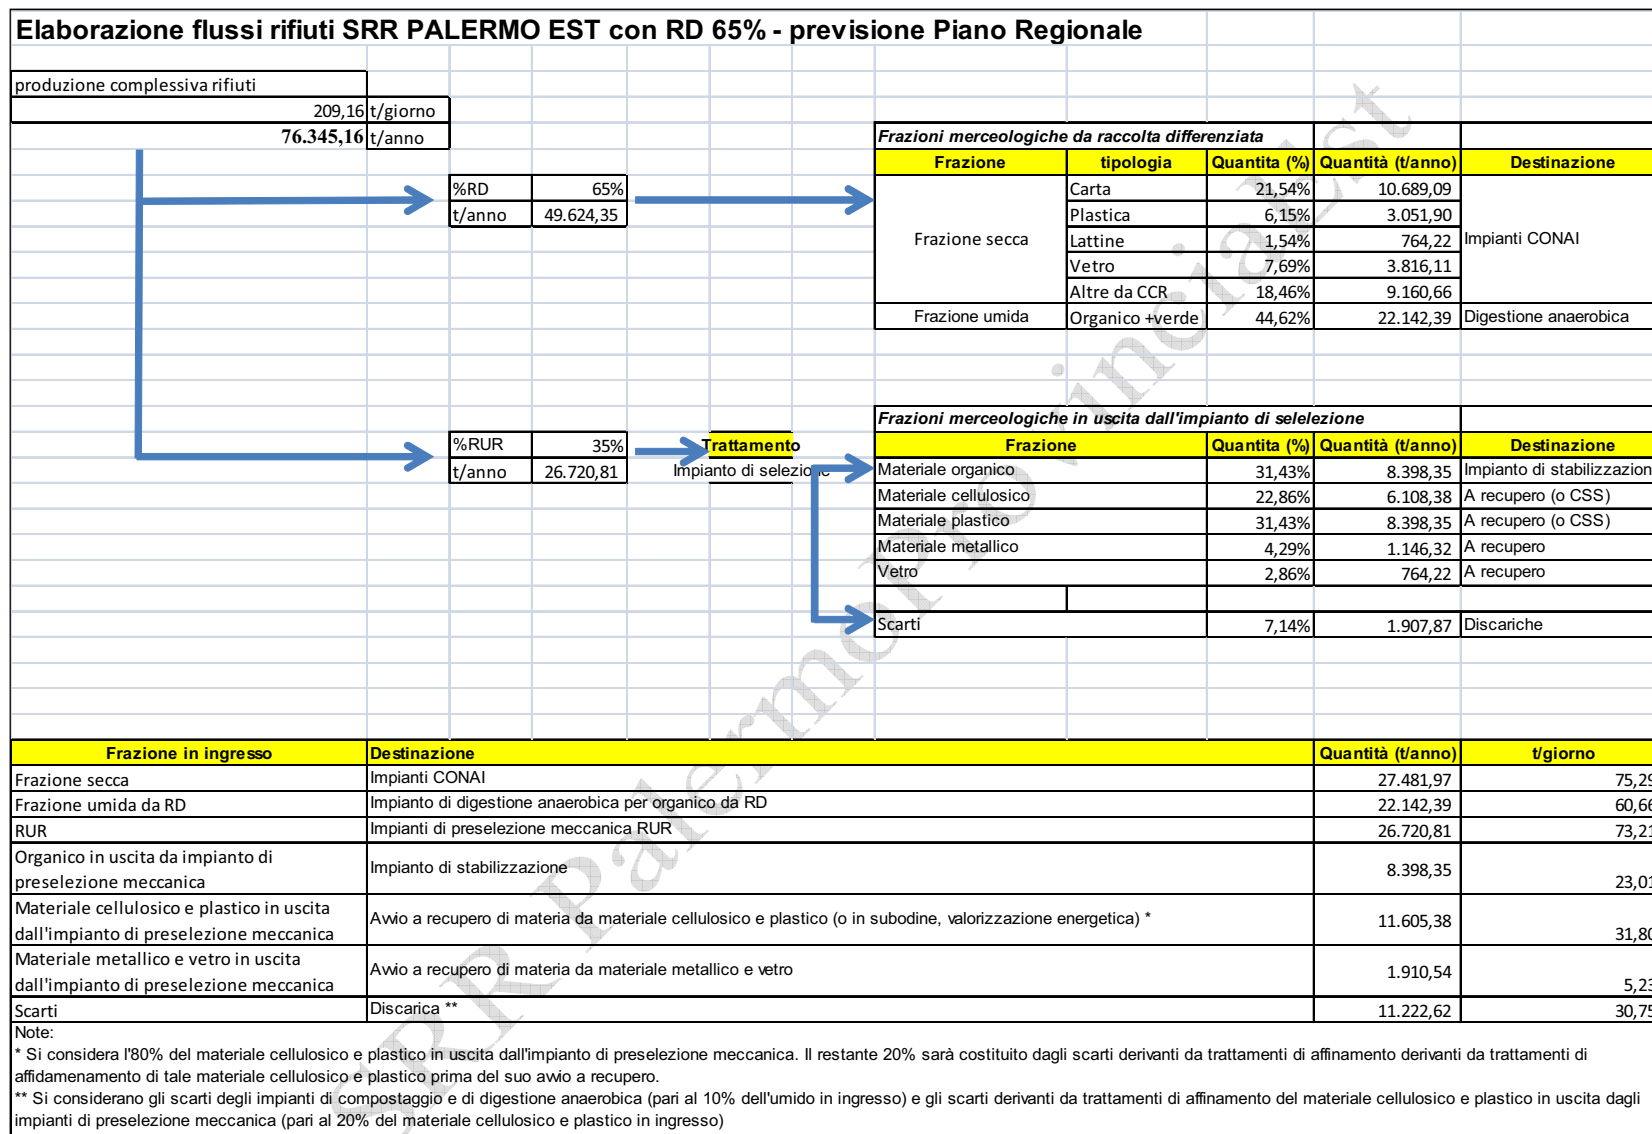 Elaborazione flussi rifiuti SRR PALERMO EST con RD 65% - previsione Piano Regionale
produzione complessiva rifiuti
209,16 t/giorno
76.345,16 t/anno
Frazioni merceologiche da raccolta differenziata
Frazione tipologia Quantita (%) Quantità (t/anno) Destinazione
%RD 65%
t/anno 49.624,35
Carta 21,54% 10.689,09
Plastica 6,15% 3.051,90
Frazione secca Lattine 1,54% 764,22 Impianti CONAI
Vetro 7,69% 3.816,11
Altre da CCR 18,46% 9.160,66
Frazione umida Organico +verde 44,62% 22.142,39 Digestione anaerobica
Frazioni merceologiche in uscita dall'impianto di selelezione
%RUR 35% Trattamento
t/anno 26.720,81 Impianto di selezione
Frazione Quantita (%) Quantità (t/anno) Destinazione
Materiale organico 31,43% 8.398,35 Impianto di stabilizzazion
Materiale cellulosico 22,86% 6.108,38 A recupero (o CSS)
Materiale plastico 31,43% 8.398,35 A recupero (o CSS)
Materiale metallico 4,29% 1.146,32 A recupero
Vetro 2,86% 764,22 A recupero
Scarti 7,14% 1.907,87 Discariche
Frazione in ingresso Destinazione Quantità (t/anno) t/giorno
Frazione secca Impianti CONAI 27.481,97 75,29
Frazione umida da RD Impianto di digestione anaerobica per organico da RD 22.142,39 60,66
RUR Impianti di preselezione meccanica RUR 26.720,81 73,21
Organico in uscita da impianto di
preselezione meccanica Impianto di stabilizzazione 8.398,35 23,01
Materiale cellulosico e plastico in uscita
dall'impianto di preselezione meccanica Avvio a recupero di materia da materiale cellulosico e plastico (o in subodine, valorizzazione energetica) * 11.605,38 31,80
Materiale metallico e vetro in uscita
dall'impianto di preselezione meccanica Avvio a recupero di materia da materiale metallico e vetro 1.910,54 5,23
Scarti Discarica ** 11.222,62 30,75
Note:
* Si considera l'80% del materiale cellulosico e plastico in uscita dall'impianto di preselezione meccanica. Il restante 20% sarà costituito dagli scarti derivanti da trattamenti di affinamento derivanti da trattamenti di
affidamenamento di tale materiale cellulosico e plastico prima del suo avvio a recupero.
** Si considerano gli scarti degli impianti di compostaggio e di digestione anaerobica (pari al 10% dell'umido in ingresso) e gli scarti derivanti da trattamenti di affinamento del materiale cellulosico e plastico in uscita dagli
impianti di preselezione meccanica (pari al 20% del materiale cellulosico e plastico in ingresso)
SRR PalermoProvinciaEst